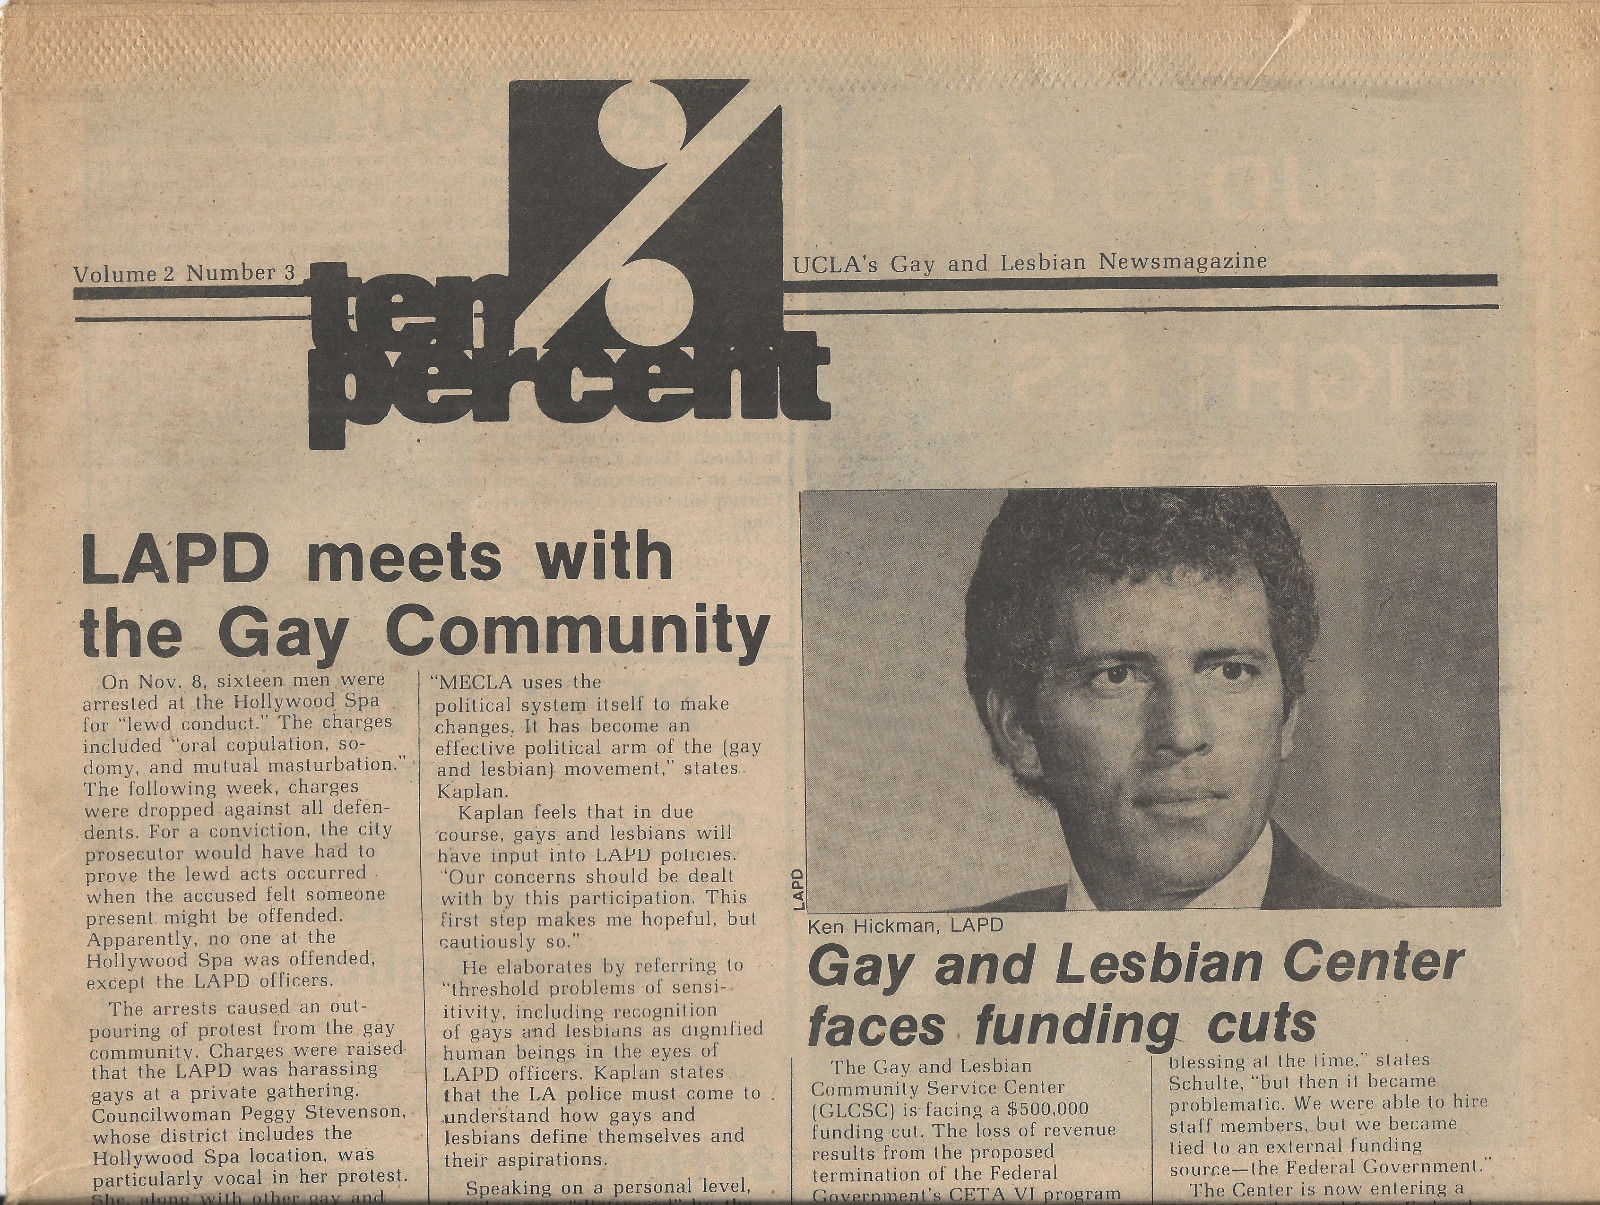 Volume 2 Number 3
ten
percent
UCLA's Gay and Lesbian Newsmagazine
LAPD meets with
the Gay Community
On Nov. 8, sixteen men were
arrested at the Hollywood Spa
for "lewd conduct." The charges
included "oral copulation, so-
domy, and mutual masturbation."
The following week, charges
were dropped against all defen-
dents. For a conviction, the city
prosecutor would have had to
prove the lewd acts occurred
when the accused felt someone
present might be offended.
Apparently, no one at the
Hollywood Spa was offended,
except the LAPD officers.
The arrests caused an out-
pouring of protest from the gay
community. Charges were raised
that the LAPD was harassing
gays at a private gathering.
Councilwoman Peggy Stevenson,
whose district includes the
Hollywood Spa location, was
particularly vocal in her protest.
She, along with other gay and
"MECLA uses the
political system itself to make
changes. It has become an
effective political arm of the (gay
and lesbian) movement," states
Kaplan.
Kaplan feels that in due
course, gays and lesbians will
have input into LAPD policies.
"Our concerns should be dealt
with by this participation. This
first step makes me hopeful, but
cautiously so."
He elaborates by referring to
"threshold problems of sensi-
itivity, including recognition
of gays and lesbians as dignified
human beings in the eyes of
LAPD officers. Kaplan states
that the LA police must come to
understand how gays and
lesbians define themselves and
their aspirations.
Speaking on a personal level,
LAPD
Ken Hickman, LAPD
Gay and Lesbian Center
faces funding cuts
The Gay and Lesbian
Community Service Center
(GLCSC) is facing a $500,000
funding cut. The loss of revenue
results from the proposed
termination of the Federal
Government's CETA VI program
blessing at the time," states
Schulte, "but then it became
problematic. We were able to hire
staff members, but we became
tied to an external funding
source—the Federal Government."
The Center is now entering a